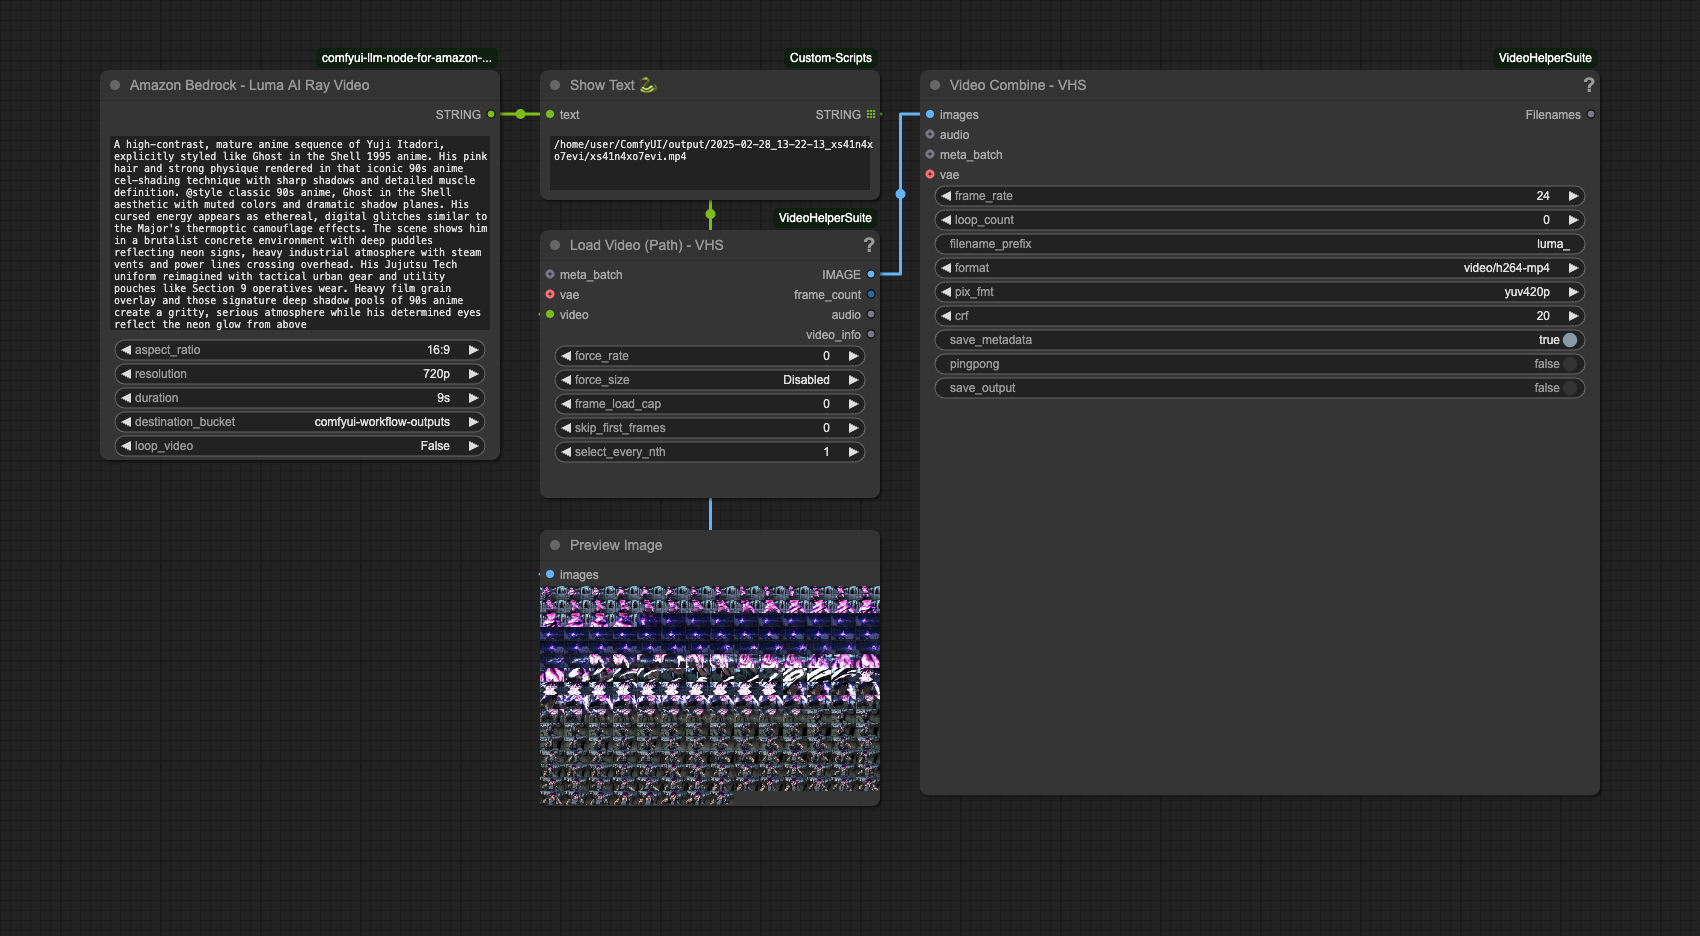 comfyui-llm-node-for-amazon-...
Amazon Bedrock - Luma AI Ray Video
STRING
A high-contrast, mature anime sequence of Yuji Itadori,
explicitly styled like Ghost in the Shell 1995 anime. His pink
hair and strong physique rendered in that iconic 90s anime
cel-shading technique with sharp shadows and detailed muscle
definition. @style classic 90s anime, Ghost in the Shell
aesthetic with muted colors and dramatic shadow planes. His
cursed energy appears as ethereal, digital glitches similar to
the Major's thermoptic camouflage effects. The scene shows him
in a brutalist concrete environment with deep puddles
reflecting neon signs, heavy industrial atmosphere with steam
vents and power lines crossing overhead. His Jujutsu Tech
uniform reimagined with tactical urban gear and utility
pouches like Section 9 operatives wear. Heavy film grain
overlay and those signature deep shadow pools of 90s anime
create a gritty, serious atmosphere while his determined eyes
reflect the neon glow from above
aspect_ratio 16:9
resolution 720p
duration 9s
destination_bucket comfyui-workflow-outputs
loop_video False
Custom-Scripts
Show Text 🐍
text STRING
/home/user/ComfyUI/output/2025-02-28_13-22-13_xs41n4x
o7evi/xs41n4xo7evi.mp4
VideoHelperSuite
Load Video (Path) - VHS ?
meta_batch IMAGE
vae frame_count
video audio
video_info
force_rate 0
force_size Disabled
frame_load_cap 0
skip_first_frames 0
select_every_nth 1
Preview Image
images
VideoHelperSuite
Video Combine - VHS ?
images Filenames
audio
meta_batch
vae
frame_rate 24
loop_count 0
filename_prefix luma_
format video/h264-mp4
pix_fmt yuv420p
crf 20
save_metadata true
pingpong false
save_output false